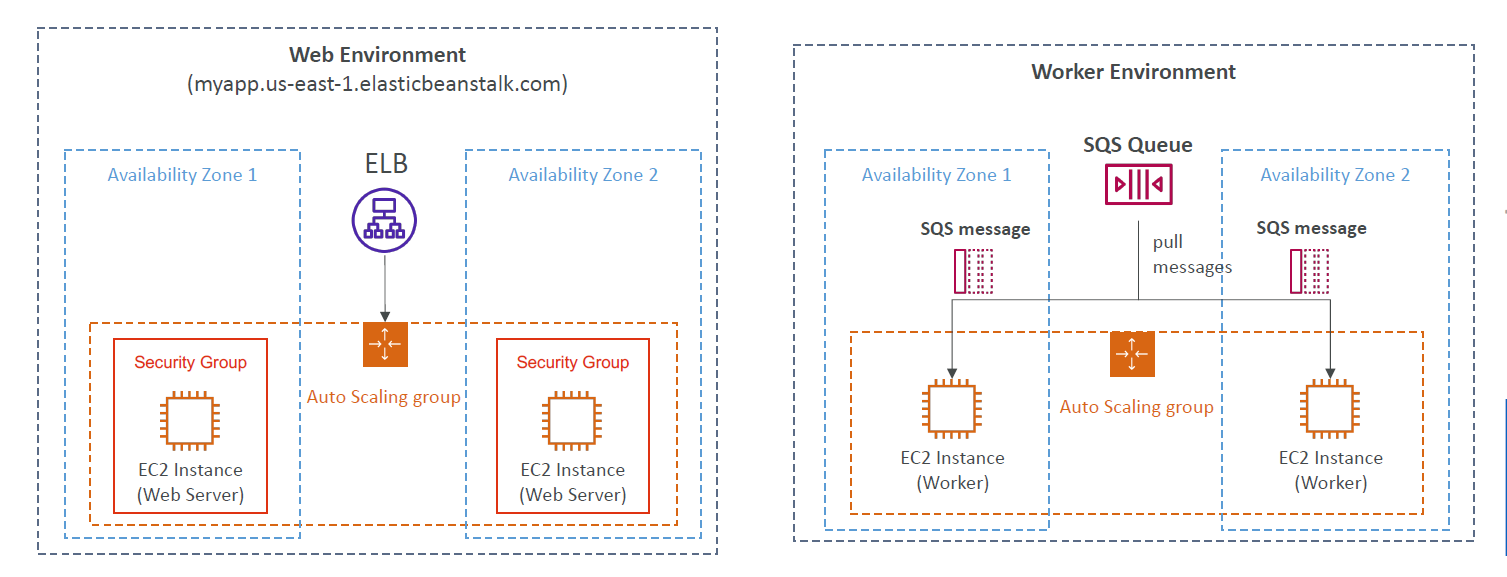 Web Environment
(myapp.us-east-1.elasticbeanstalk.com)
ELB
Availability Zone 1
Availability Zone 2
Security Group
Security Group
Auto Scaling group
EC2 Instance
(Web Server)
EC2 Instance
(Web Server)
Worker Environment
SQS Queue
Availability Zone 1
Availability Zone 2
SQS message
SQS message
pull
messages
Auto Scaling group
EC2 Instance
(Worker)
EC2 Instance
(Worker)